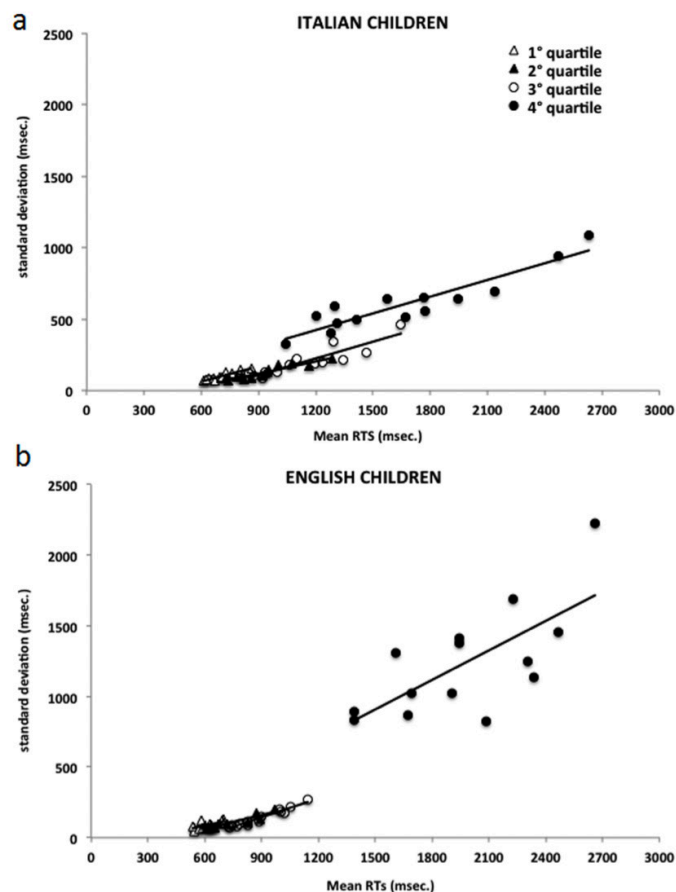 a
ITALIAN CHILDREN
1° quartile
2° quartile
3° quartile
4° quartile
standard deviation (msec.)
2500
2000
1500
1000
500
0
0 300 600 900 1200 1500 1800 2100 2400 2700 3000
Mean RTS (msec.)
b
ENGLISH CHILDREN
standard deviation (msec.)
2500
2000
1500
1000
500
0
0 300 600 900 1200 1500 1800 2100 2400 2700 3000
Mean RTs (msec.)